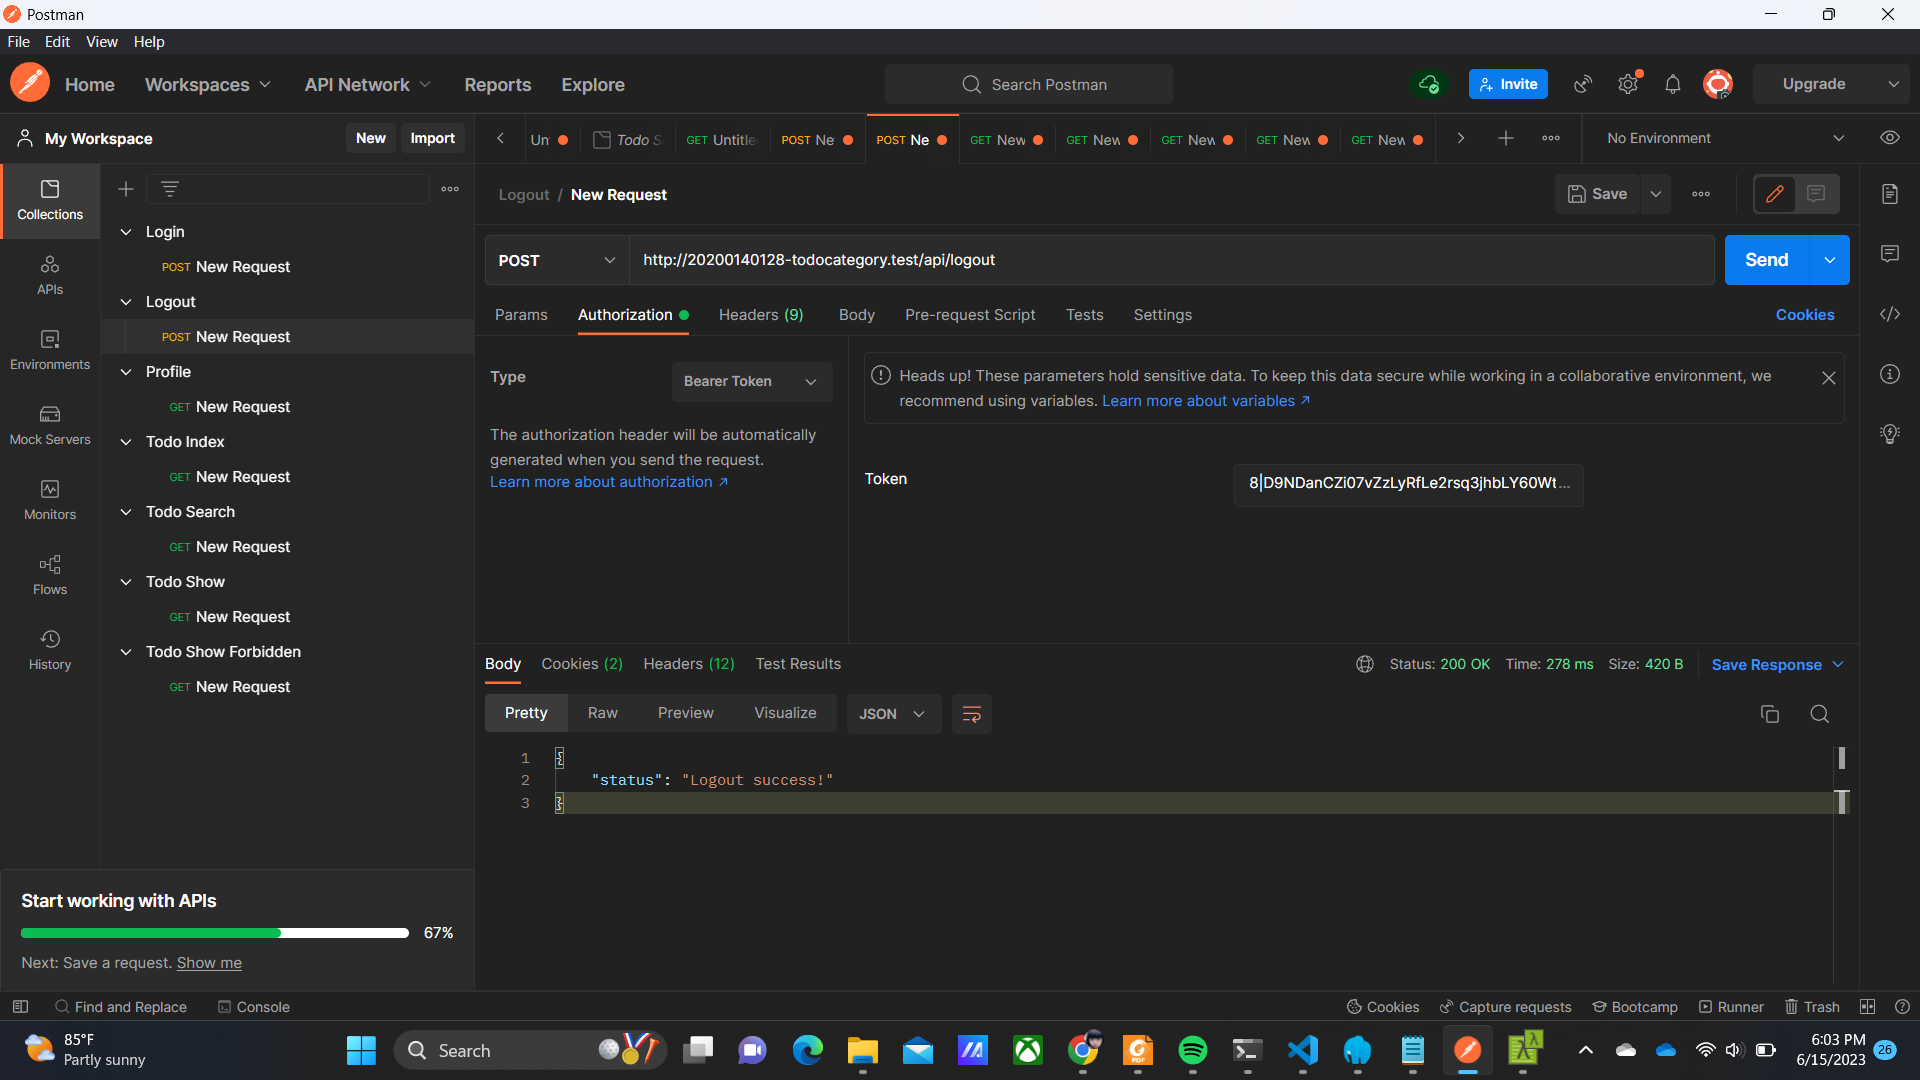 Postman
File Edit View Help
Home Workspaces API Network Reports Explore Search Postman Invite Upgrade
My Workspace New Import
Un Todo S GET Untitle POST Ne POST Ne GET New GET New GET New GET New GET New No Environment
Collections
APIs
Environments
Mock Servers
Monitors
Flows
History
Login
POST New Request
Logout
POST New Request
Profile
GET New Request
Todo Index
GET New Request
Todo Search
GET New Request
Todo Show
GET New Request
Todo Show Forbidden
GET New Request
Start working with APIs
67%
Next: Save a request. Show me
Logout / New Request Save
POST http://20200140128-todocategory.test/api/logout Send
Params Authorization Headers (9) Body Pre-request Script Tests Settings Cookies
Type Bearer Token
The authorization header will be automatically
generated when you send the request.
Learn more about authorization ↗
Heads up! These parameters hold sensitive data. To keep this data secure while working in a collaborative environment, we
recommend using variables. Learn more about variables ↗
Token 8|D9NDanCZi07vZzLyRfLe2rsq3jhbLY60Wt...
Body Cookies (2) Headers (12) Test Results Status: 200 OK Time: 278 ms Size: 420 B Save Response
Pretty Raw Preview Visualize JSON
1 {
2 "status": "Logout success!"
3 }
Find and Replace Console Cookies Capture requests Bootcamp Runner Trash
85°F
Partly sunny
Search
6:03 PM
6/15/2023
26